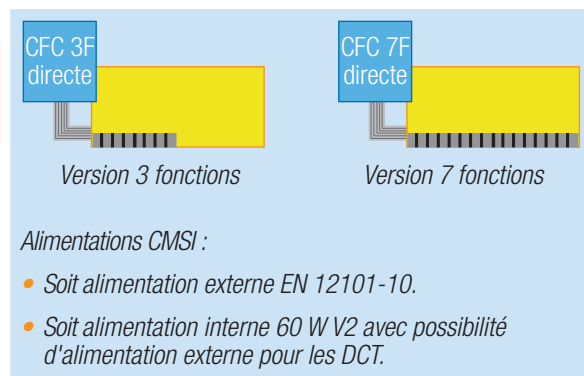 CFC 3F
directe
CFC 7F
directe
Version 3 fonctions
Version 7 fonctions
Alimentations CMSI :
• Soit alimentation externe EN 12101-10.
• Soit alimentation interne 60 W V2 avec possibilité
d'alimentation externe pour les DCT.